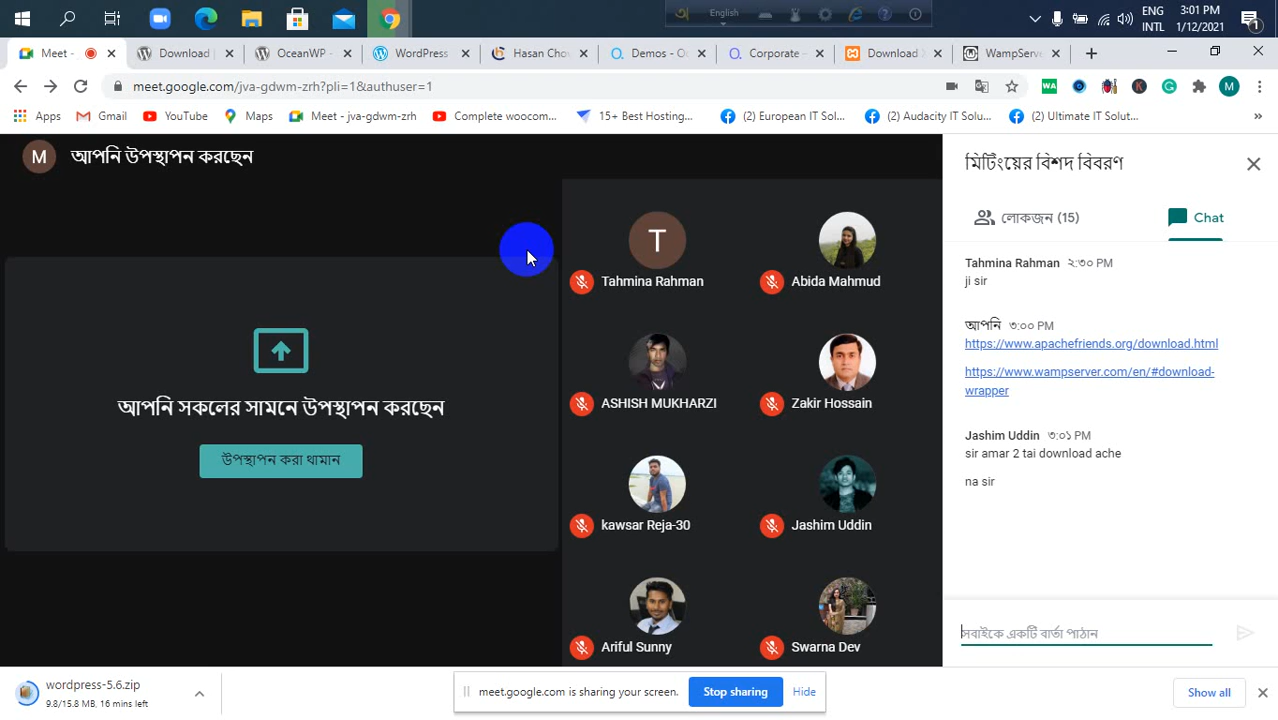 English
ENG
INTL
3:01 PM
1/12/2021
1
Meet -
Download
OceanWP -
WordPress
Hasan Cho
Demos - Oc
Corporate –
Download X
WampServe
meet.google.com/jva-gdwm-zrh?pli=1&authuser=1
WA
K
M
Apps
Gmail
YouTube
Maps
Meet - jva-gdwm-zrh
Complete woocom...
15+ Best Hosting...
(2) European IT Sol...
(2) Audacity IT Solu...
(2) Ultimate IT Solut...
»
M
আপনি উপস্থাপন করছেন
আপনি সকলের সামনে উপস্থাপন করছেন
উপস্থাপন করা থামান
T
Tahmina Rahman
Abida Mahmud
ASHISH MUKHARZI
Zakir Hossain
kawsar Reja-30
Jashim Uddin
Ariful Sunny
Swarna Dev
মিটিংয়ের বিশদ বিবরণ
লোকজন (15)
Chat
Tahmina Rahman ২:৩০ PM
ji sir
আপনি ৩:০০ PM
https://www.apachefriends.org/download.html
https://www.wampserver.com/en/#download-
wrapper
Jashim Uddin ৩:০১ PM
sir amar 2 tai download ache
na sir
সবাইকে একটি বার্তা পাঠান
wordpress-5.6.zip
9.8/15.8 MB, 16 mins left
meet.google.com is sharing your screen.
Stop sharing
Hide
Show all